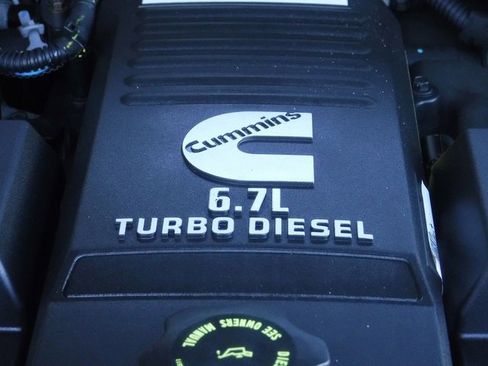 Cummins
6.7L
TURBO DIESEL
SEE OWNERS MANUAL